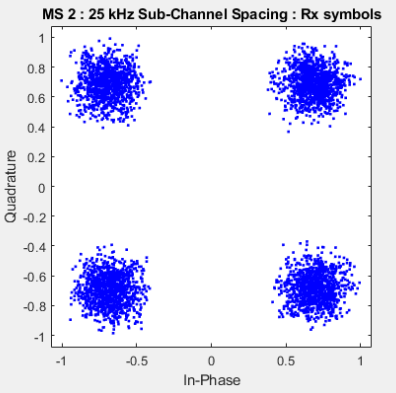 MS 2 : 25 kHz Sub-Channel Spacing : Rx symbols
1
0.8
0.6
0.4
0.2
0
-0.2
-0.4
-0.6
-0.8
-1
Quadrature
-1 -0.5 0 0.5 1
In-Phase